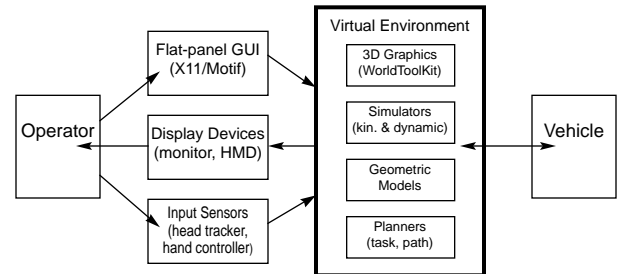 Operator
Flat-panel GUI
(X11/Motif)
Display Devices
(monitor, HMD)
Input Sensors
(head tracker,
hand controller)
Virtual Environment
3D Graphics
(WorldToolKit)
Simulators
(kin. & dynamic)
Geometric
Models
Planners
(task, path)
Vehicle